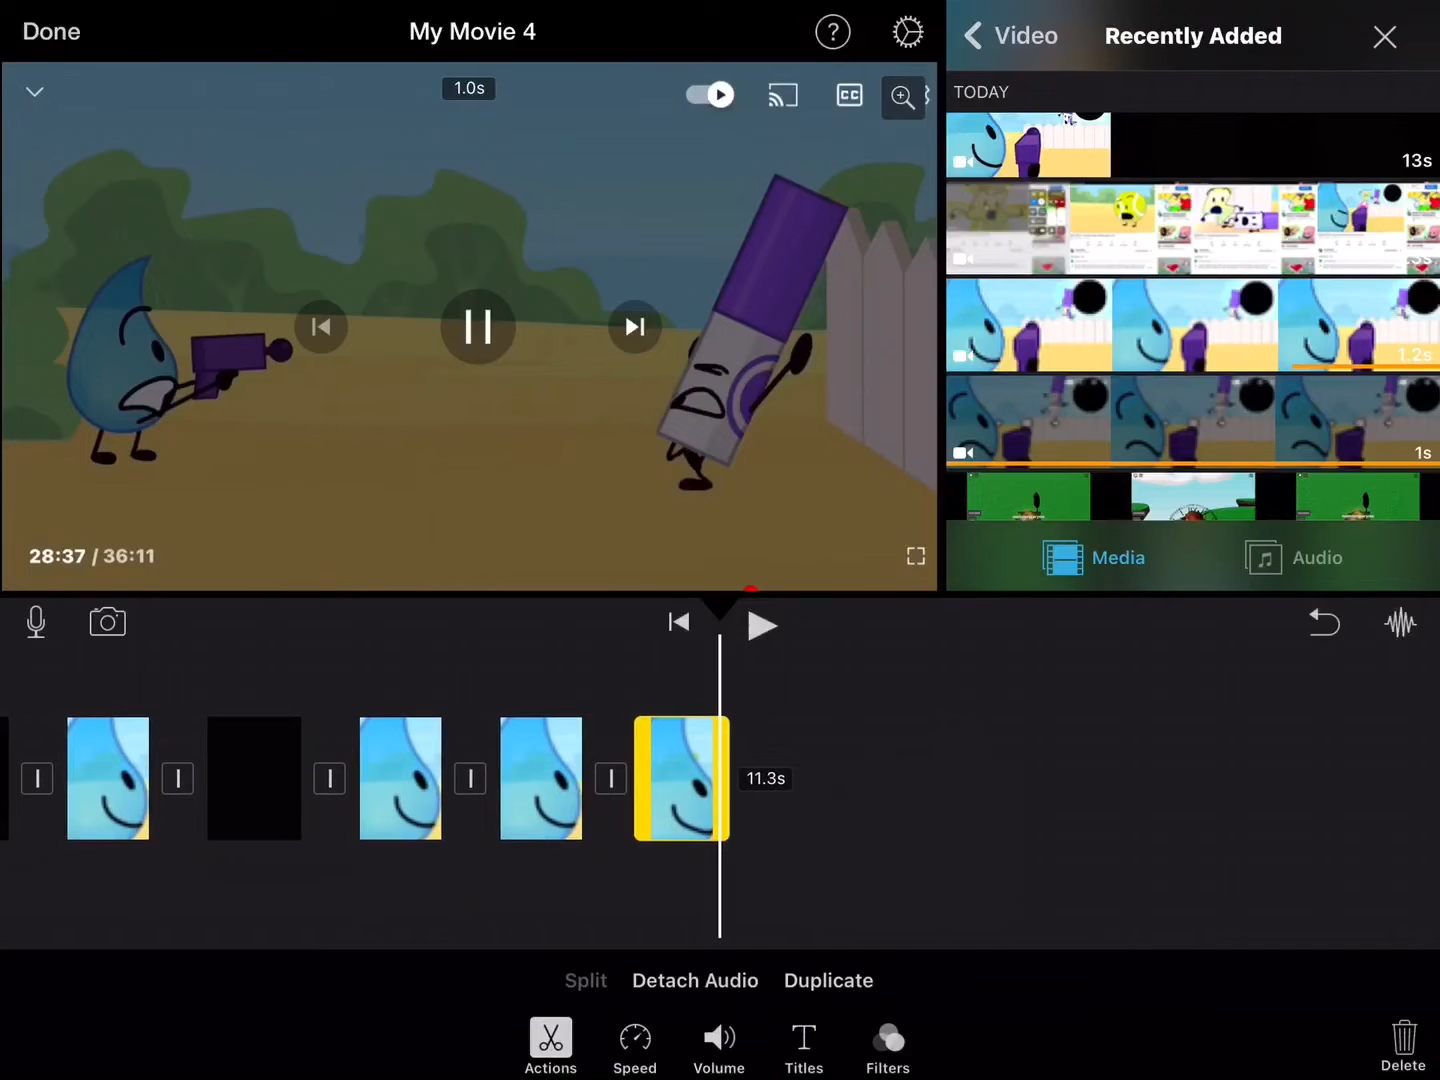 Done
My Movie 4
Video
Recently Added
1.0s
CC
TODAY
13s
1.2s
1s
28:37 / 36:11
Media
Audio
11.3s
Split
Detach Audio
Duplicate
Actions
Speed
Volume
T
Titles
Filters
Delete